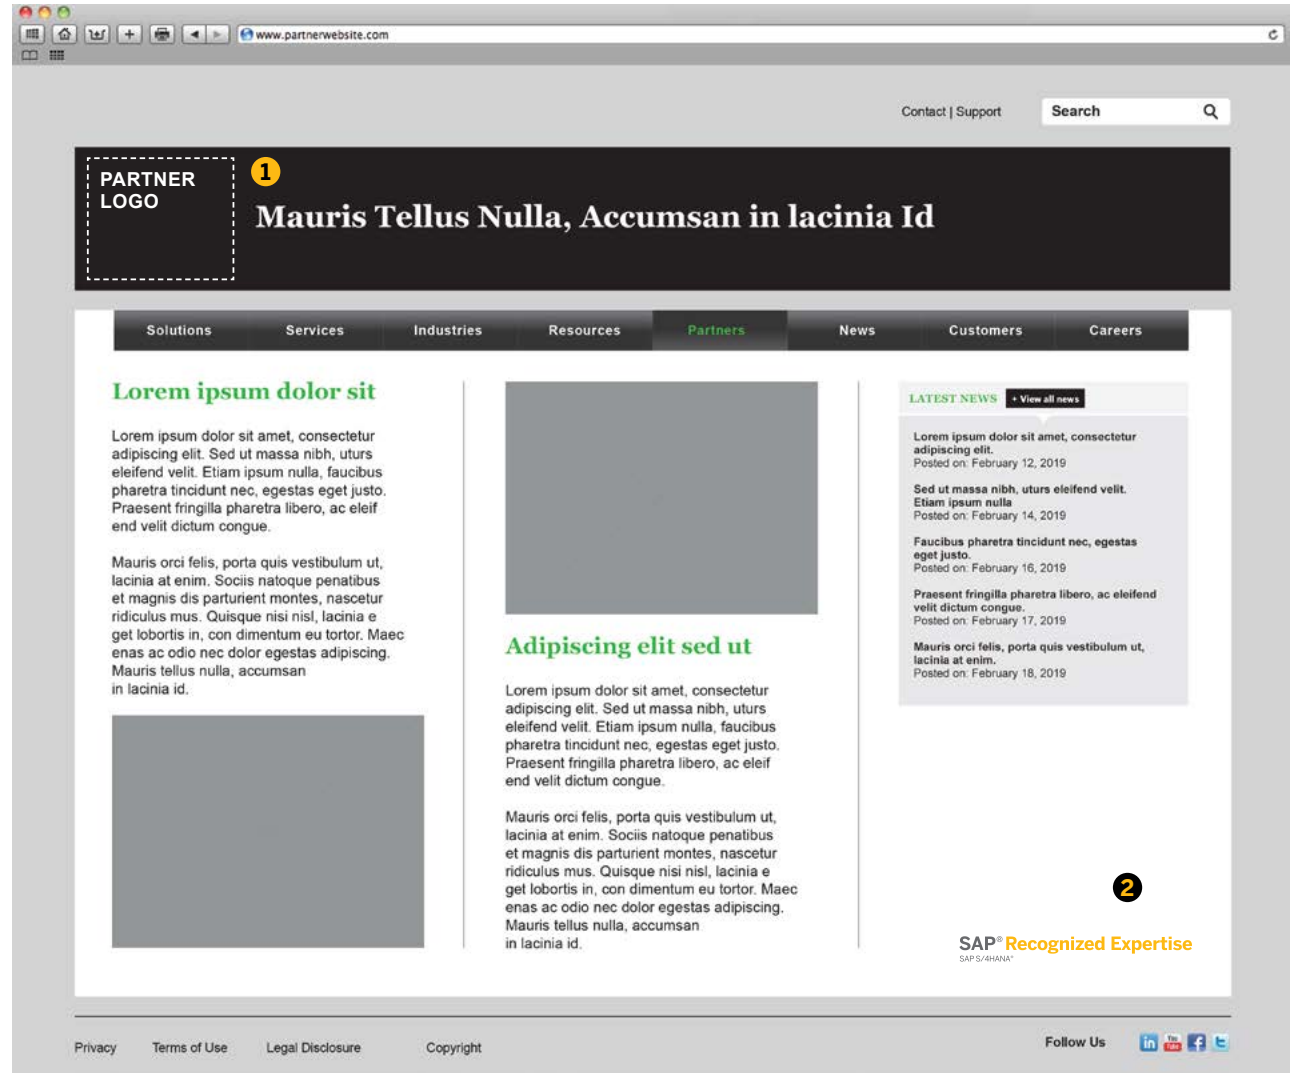 www.partnerwebsite.com
Contact | Support
Search
PARTNER
LOGO
1
Mauris Tellus Nulla, Accumsan in lacinia Id
Solutions Services Industries Resources Partners News Customers Careers
Lorem ipsum dolor sit
Lorem ipsum dolor sit amet, consectetur
adipiscing elit. Sed ut massa nibh, uturs
eleifend velit. Etiam ipsum nulla, faucibus
pharetra tincidunt nec, egestas eget justo.
Praesent fringilla pharetra libero, ac eleif
end velit dictum congue.
Mauris orci felis, porta quis vestibulum ut,
lacinia at enim. Sociis natoque penatibus
et magnis dis parturient montes, nascetur
ridiculus mus. Quisque nisi nisl, lacinia e
get lobortis in, con dimentum eu tortor. Maec
enas ac odio nec dolor egestas adipiscing.
Mauris tellus nulla, accumsan
in lacinia id.
Adipiscing elit sed ut
Lorem ipsum dolor sit amet, consectetur
adipiscing elit. Sed ut massa nibh, uturs
eleifend velit. Etiam ipsum nulla, faucibus
pharetra tincidunt nec, egestas eget justo.
Praesent fringilla pharetra libero, ac eleif
end velit dictum congue.
Mauris orci felis, porta quis vestibulum ut,
lacinia at enim. Sociis natoque penatibus
et magnis dis parturient montes, nascetur
ridiculus mus. Quisque nisi nisl, lacinia e
get lobortis in, con dimentum eu tortor. Maec
enas ac odio nec dolor egestas adipiscing.
Mauris tellus nulla, accumsan
in lacinia id.
LATEST NEWS + View all news
Lorem ipsum dolor sit amet, consectetur
adipiscing elit.
Posted on: February 12, 2019
Sed ut massa nibh, uturs eleifend velit.
Etiam ipsum nulla
Posted on: February 14, 2019
Faucibus pharetra tincidunt nec, egestas
eget justo.
Posted on: February 16, 2019
Praesent fringilla pharetra libero, ac eleifend
velit dictum congue.
Posted on: February 17, 2019
Mauris orci felis, porta quis vestibulum ut,
lacinia at enim.
Posted on: February 18, 2019
2
SAP® Recognized Expertise
SAP S/4HANA®
Privacy Terms of Use Legal Disclosure Copyright
Follow Us in You Tube f t